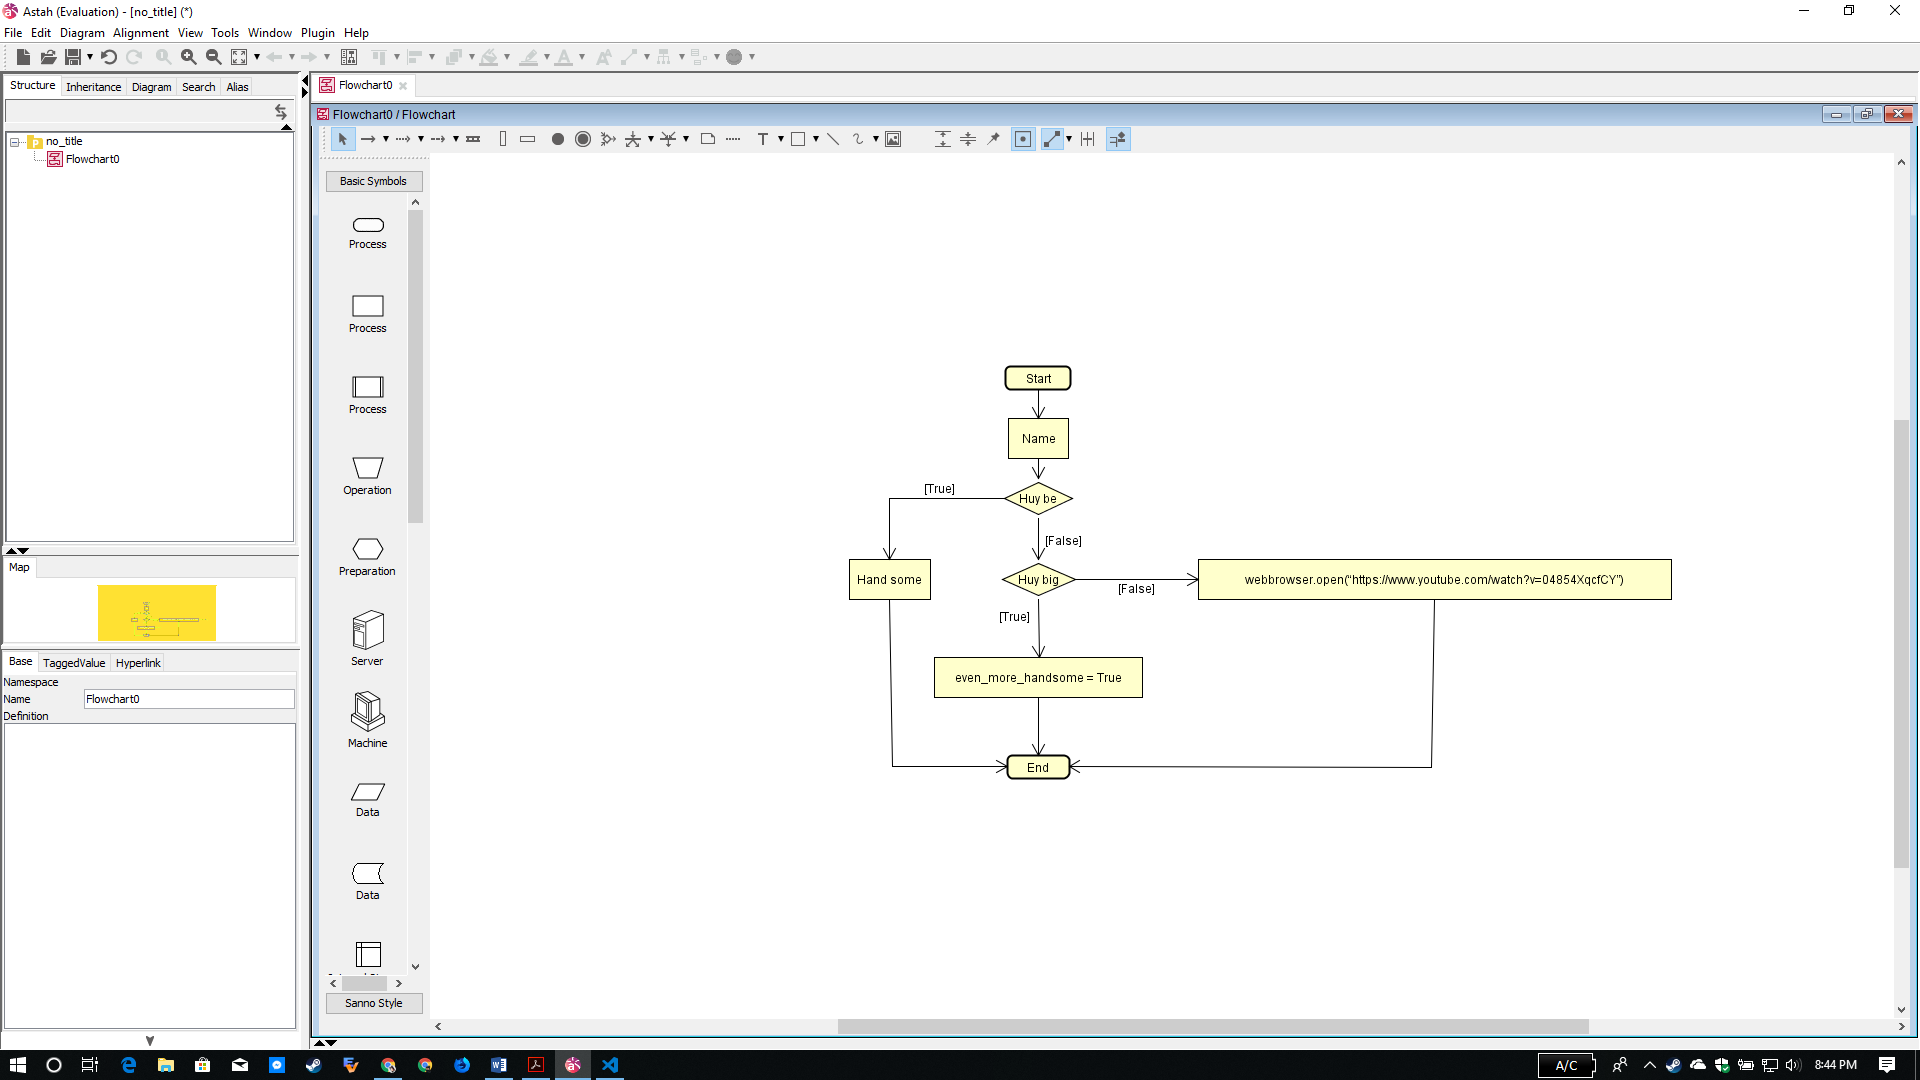 Astah (Evaluation) - [no_title] (*)
File Edit Diagram Alignment View Tools Window Plugin Help
Structure Inheritance Diagram Search Alias
Flowchart0
Flowchart0 / Flowchart
no_title
Flowchart0
Basic Symbols
Process
Process
Process
Operation
Preparation
Server
Machine
Data
Data
Sanno Style
Start
Name
[True]
Huy be
[False]
Hand some
Huy big
[False]
webbrowser.open("https://www.youtube.com/watch?v=04854XqcfCY")
[True]
even_more_handsome = True
End
Map
Base TaggedValue Hyperlink
Namespace
Name Flowchart0
Definition
A/C
8:44 PM